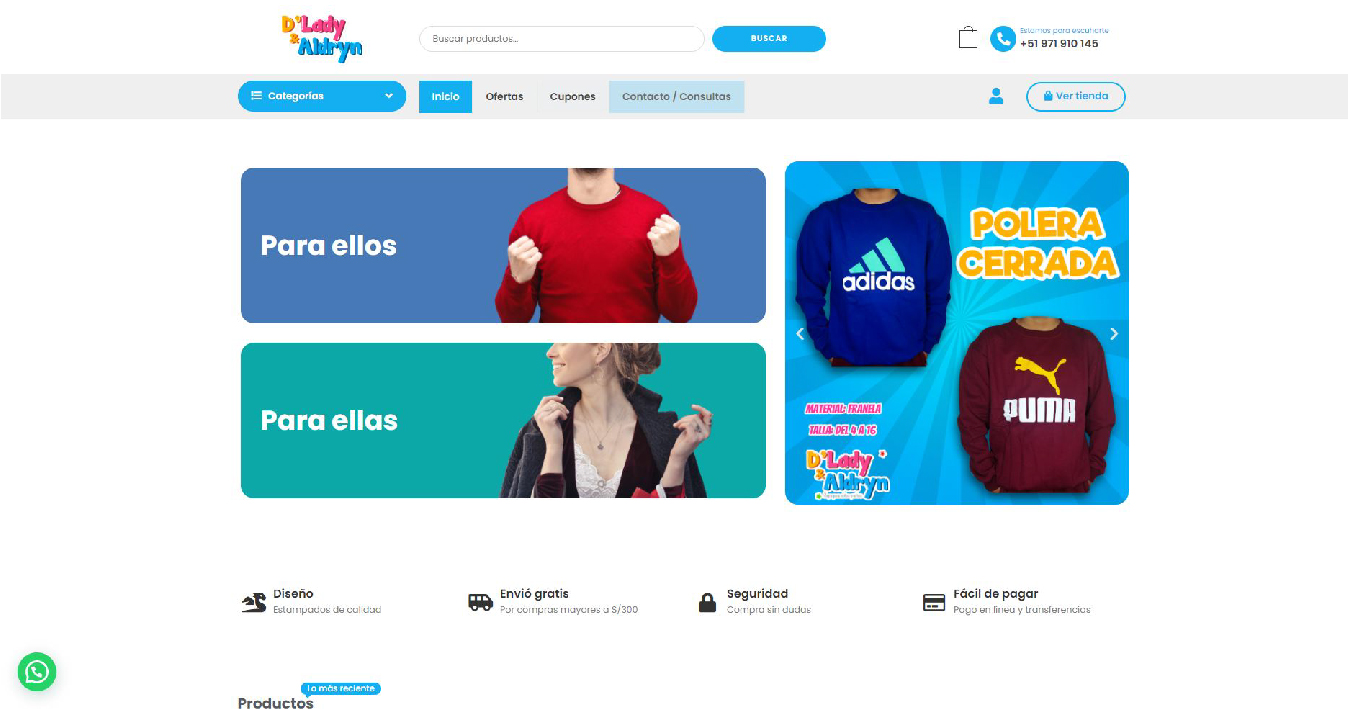 D'Lady
& Aldryn
Buscar productos...
BUSCAR
Estamos para escuharte
+51 971 910 145
Categorías
Inicio
Ofertas
Cupones
Contacto / Consultas
Ver tienda
Para ellos
Para ellas
POLERA
CERRADA
adidas
PUMA
MATERIAL: FRANELA
TALLA: DEL 4 A 16
D'Lady
& Aldryn
Diseño
Estampados de calidad
Envió gratis
Por compras mayores a S/300
Seguridad
Compra sin dudas
Fácil de pagar
Pago en línea y transferencias
Lo más reciente
Productos